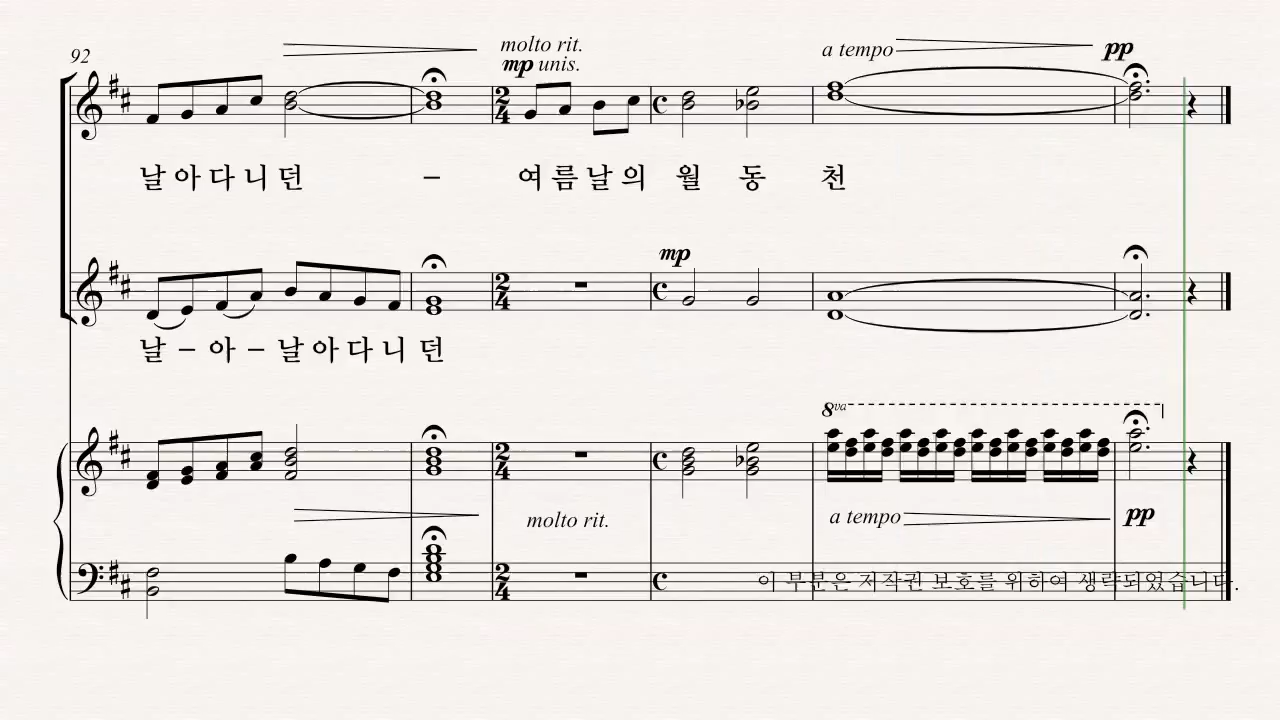 92
molto rit.
mp unis.
a tempo
pp
날 아 다 니 던 – 여 름 날 의 월 동 천
mp
날 – 아 – 날 아 다 니 던
8va
molto rit.
a tempo
pp
이 부분은 저작권 보호를 위하여 생략되었습니다.